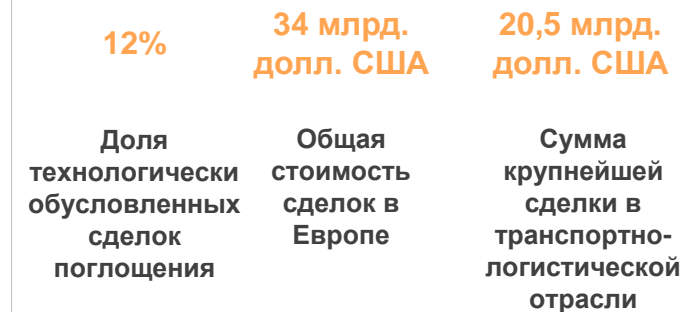 12%
Доля
технологически
обусловленных
сделок
поглощения
34 млрд.
долл. США
Общая
стоимость
сделок в
Европе
20,5 млрд.
долл. США
Сумма
крупнейшей
сделки в
транспортно-
логистической
отрасли